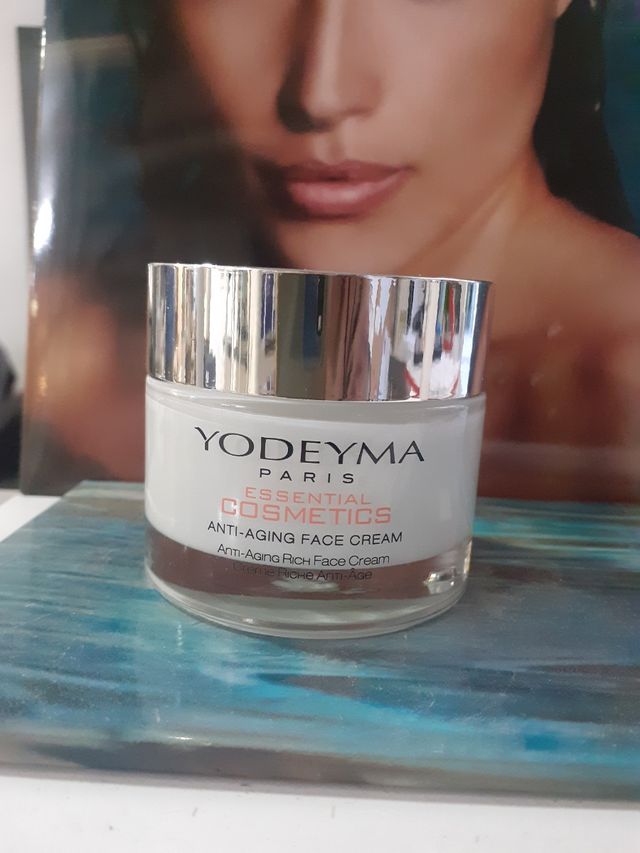 YODEYMA
PARIS
ESSENTIAL
COSMETICS
ANTI-AGING FACE CREAM
Anti-Aging Rich Face Cream
Crème Riche Anti-Âge